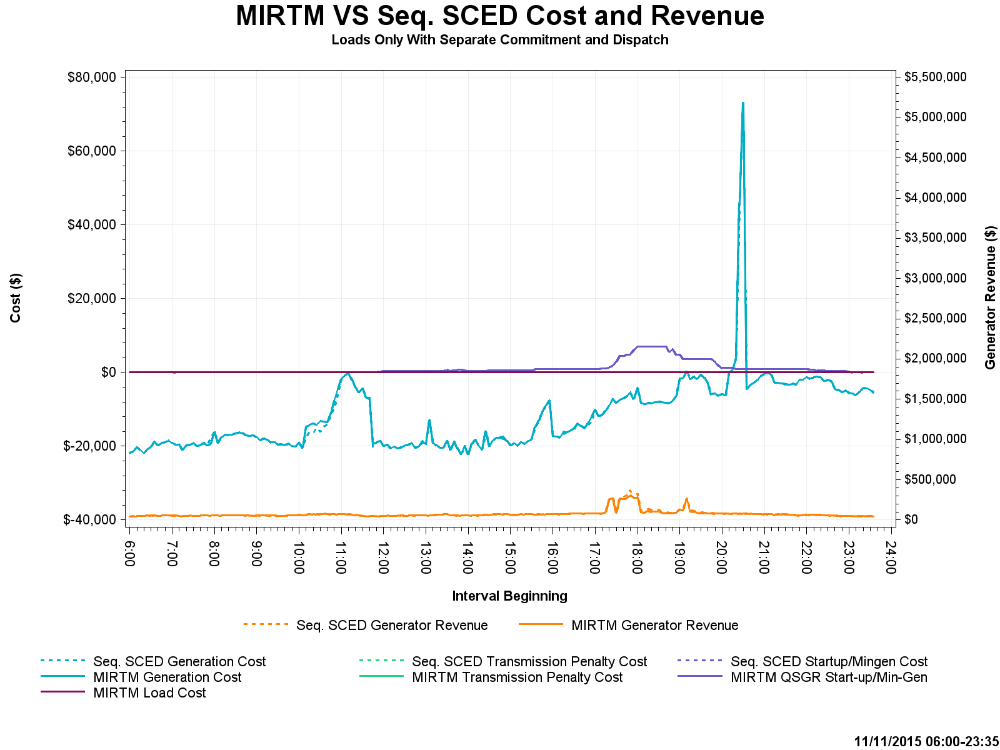 MIRTM VS Seq. SCED Cost and Revenue
Loads Only With Separate Commitment and Dispatch
Cost ($)
$80,000
$60,000
$40,000
$20,000
$0
$-20,000
$-40,000
$5,500,000
$5,000,000
$4,500,000
$4,000,000
$3,500,000
$3,000,000
$2,500,000
$2,000,000
$1,500,000
$1,000,000
$500,000
$0
Generator Revenue ($)
6:00 7:00 8:00 9:00 10:00 11:00 12:00 13:00 14:00 15:00 16:00 17:00 18:00 19:00 20:00 21:00 22:00 23:00 24:00
Interval Beginning
Seq. SCED Generator Revenue MIRTM Generator Revenue
Seq. SCED Generation Cost Seq. SCED Transmission Penalty Cost Seq. SCED Startup/Mingen Cost
MIRTM Generation Cost MIRTM Transmission Penalty Cost MIRTM QSGR Start-up/Min-Gen
MIRTM Load Cost
11/11/2015 06:00-23:35